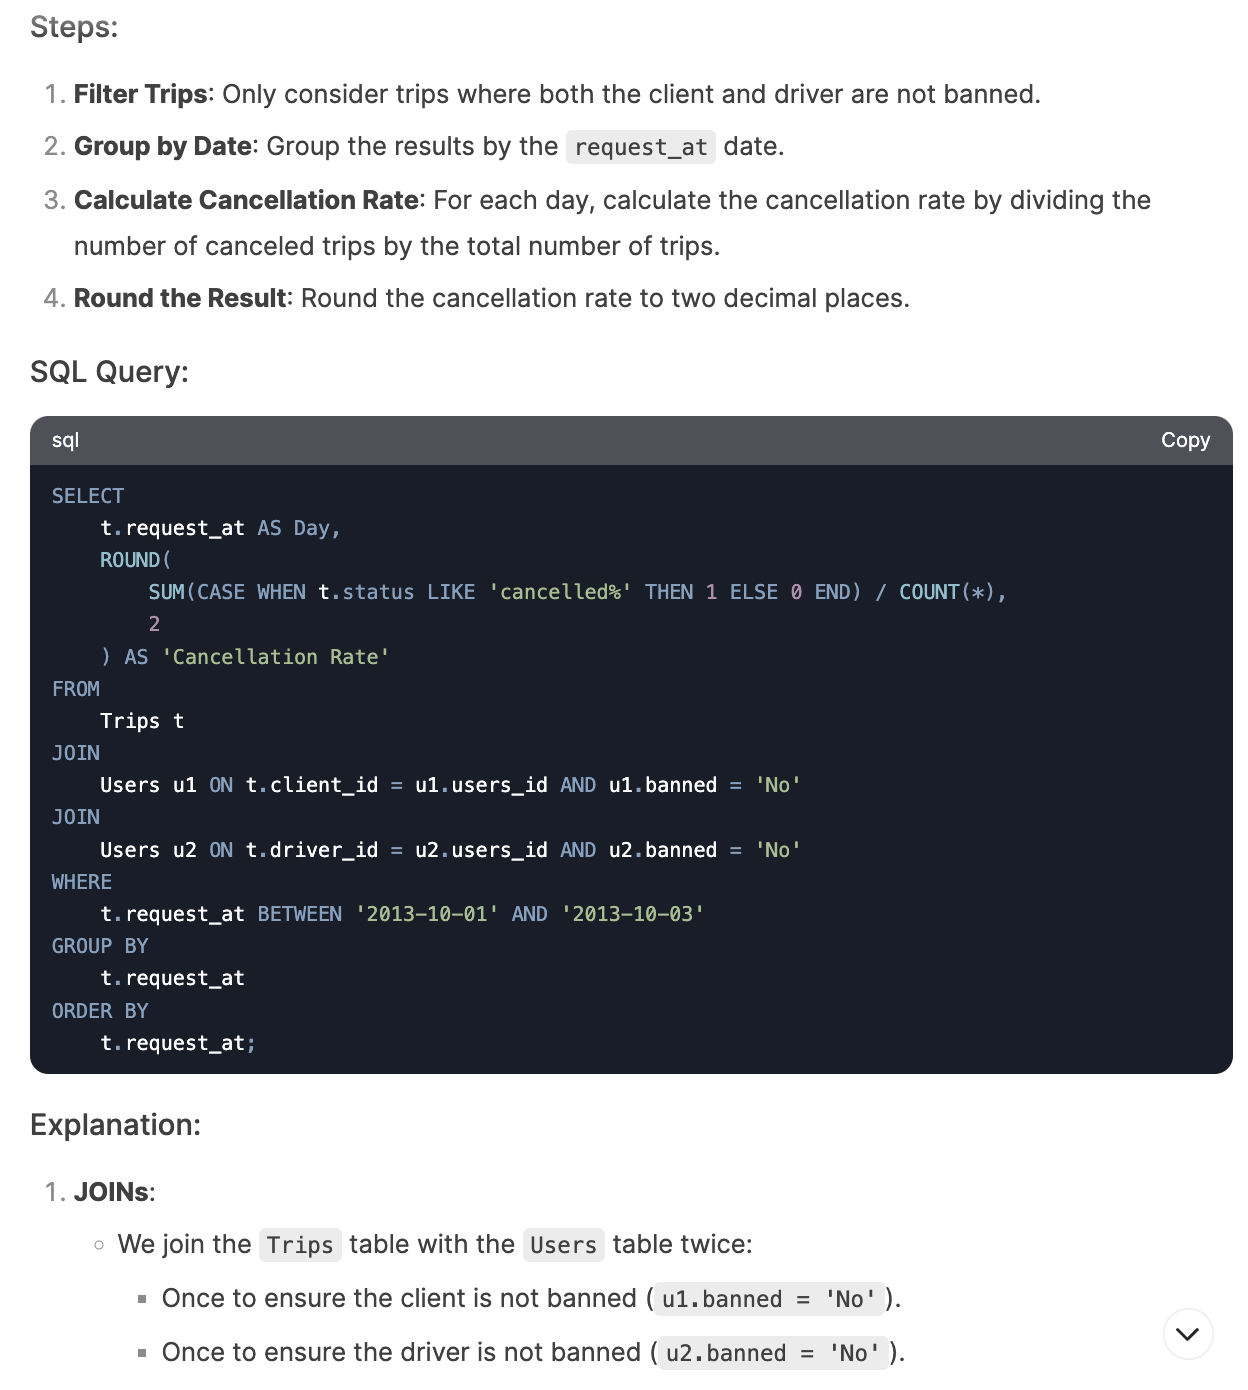 Steps:
1. Filter Trips: Only consider trips where both the client and driver are not banned.
2. Group by Date: Group the results by the request_at date.
3. Calculate Cancellation Rate: For each day, calculate the cancellation rate by dividing the
number of canceled trips by the total number of trips.
4. Round the Result: Round the cancellation rate to two decimal places.
SQL Query:
sql Copy
SELECT
    t.request_at AS Day,
    ROUND(
        SUM(CASE WHEN t.status LIKE 'cancelled%' THEN 1 ELSE 0 END) / COUNT(*),
        2
    ) AS 'Cancellation Rate'
FROM
    Trips t
JOIN
    Users u1 ON t.client_id = u1.users_id AND u1.banned = 'No'
JOIN
    Users u2 ON t.driver_id = u2.users_id AND u2.banned = 'No'
WHERE
    t.request_at BETWEEN '2013-10-01' AND '2013-10-03'
GROUP BY
    t.request_at
ORDER BY
    t.request_at;
Explanation:
1. JOINs:
○ We join the Trips table with the Users table twice:
▪ Once to ensure the client is not banned (u1.banned = 'No').
▪ Once to ensure the driver is not banned (u2.banned = 'No').